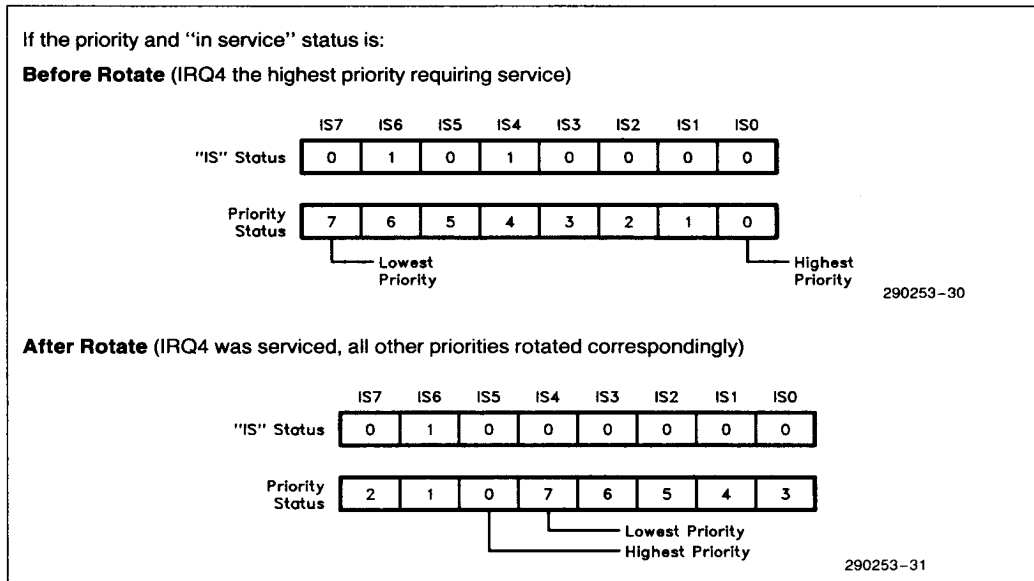 If the priority and “in service” status is:
Before Rotate (IRQ4 the highest priority requiring service)
IS7 IS6 IS5 IS4 IS3 IS2 IS1 IS0
"IS" Status 0 1 0 1 0 0 0 0
Priority Status 7 6 5 4 3 2 1 0
Lowest Priority
Highest Priority
290253–30
After Rotate (IRQ4 was serviced, all other priorities rotated correspondingly)
IS7 IS6 IS5 IS4 IS3 IS2 IS1 IS0
"IS" Status 0 1 0 0 0 0 0 0
Priority Status 2 1 0 7 6 5 4 3
Lowest Priority
Highest Priority
290253–31